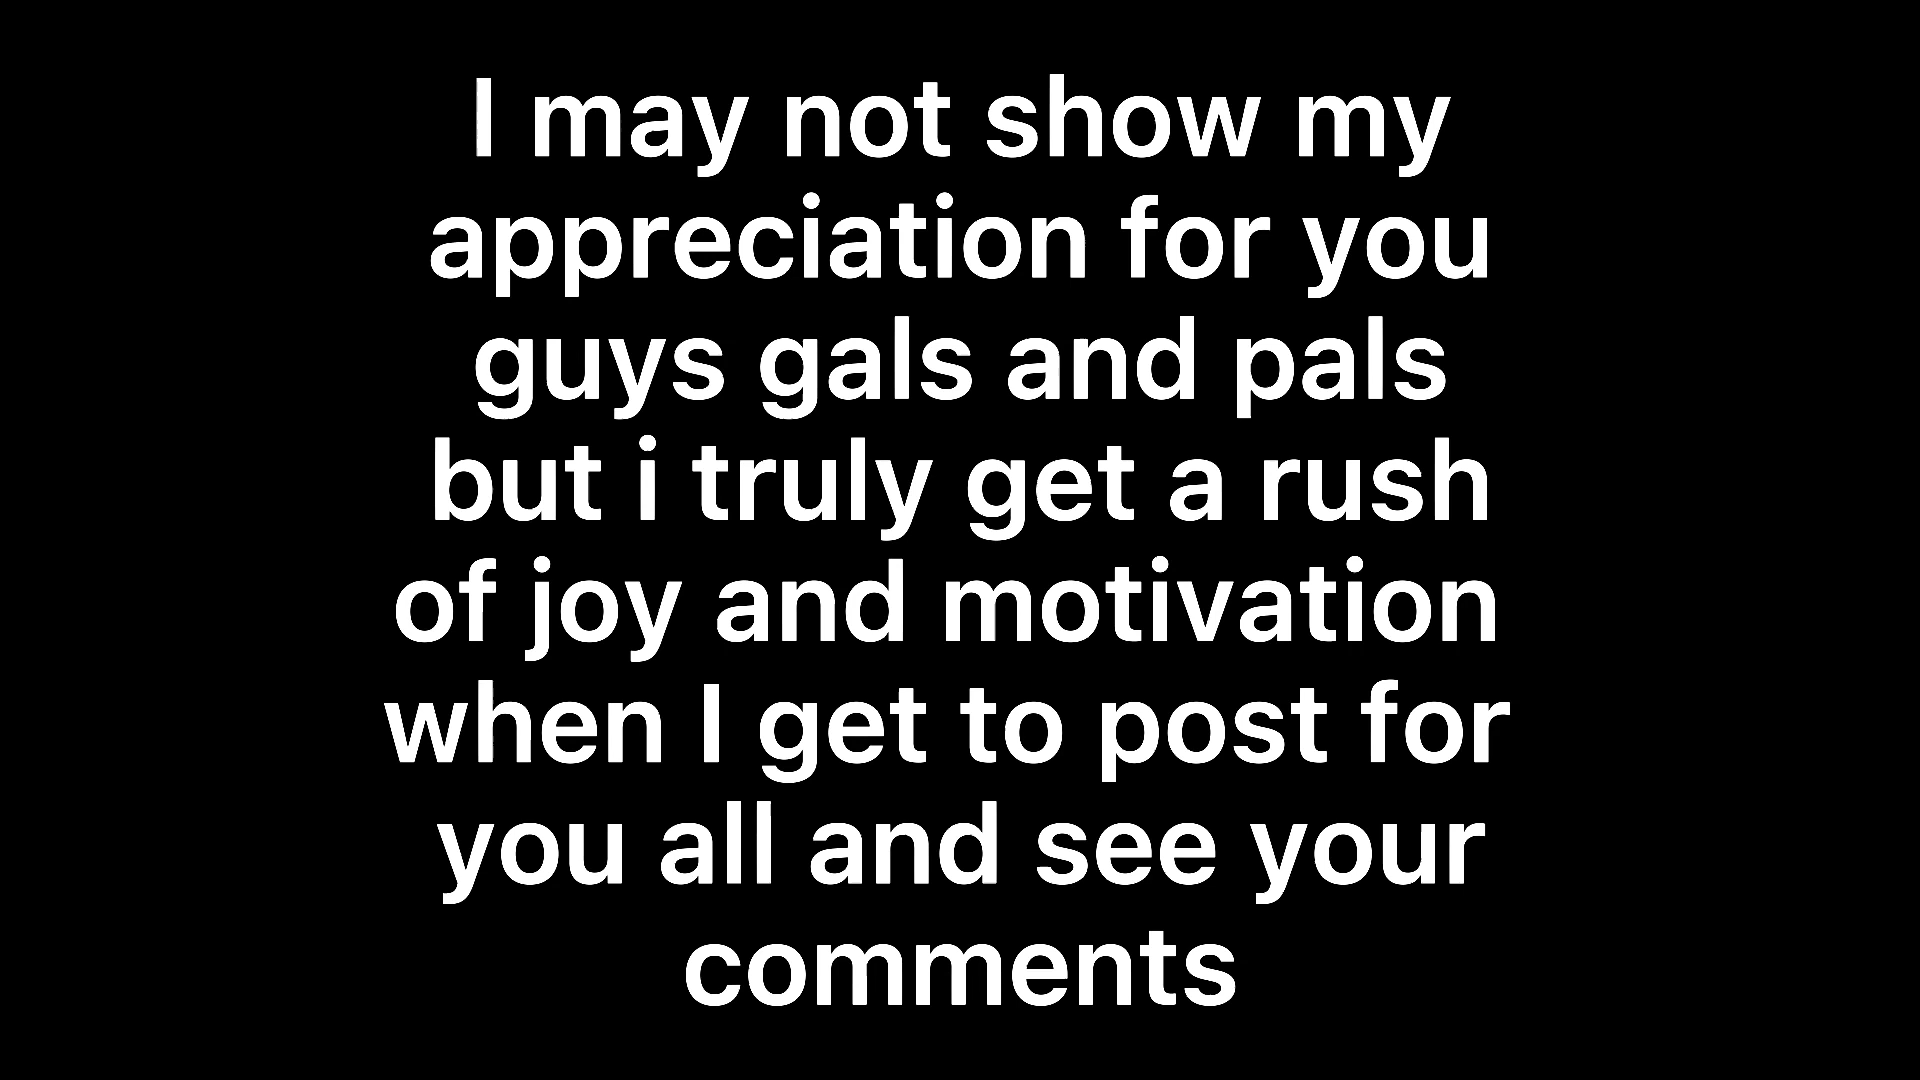 I may not show my
appreciation for you
guys gals and pals
but i truly get a rush
of joy and motivation
when I get to post for
you all and see your
comments